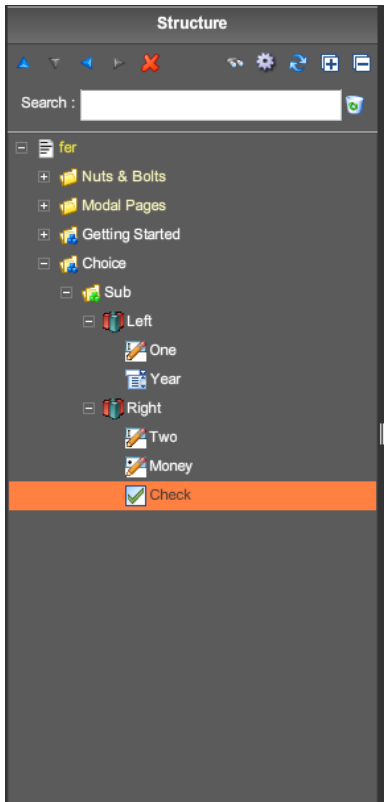 Structure
Search :
fer
Nuts & Bolts
Modal Pages
Getting Started
Choice
Sub
Left
One
Year
Right
Two
Money
Check